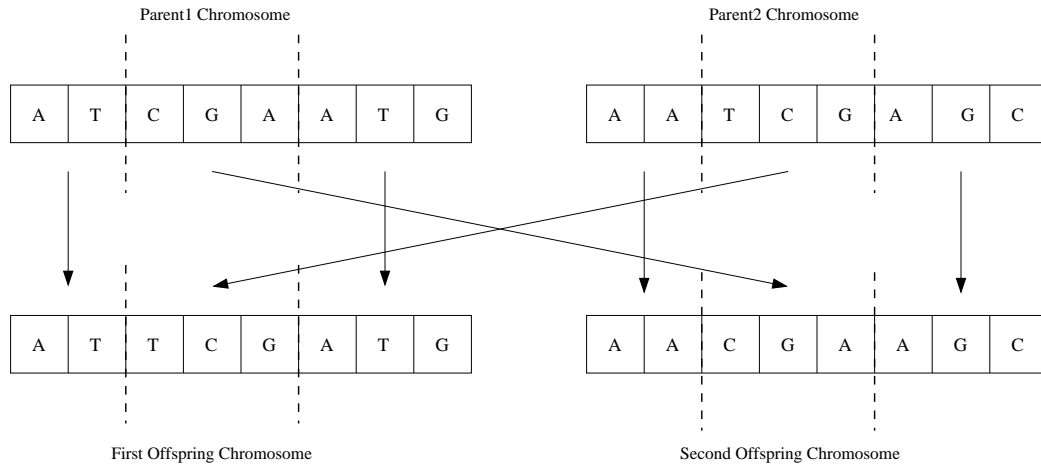 Parent1 Chromosome
Parent2 Chromosome
A T C G A A T G
A A T C G A G C
A T T C G A T G
A A C G A A G C
First Offspring Chromosome
Second Offspring Chromosome